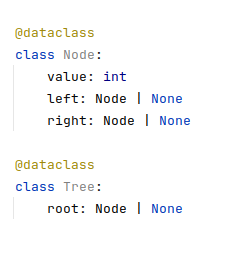 @dataclass
class Node:
    value: int
    left: Node | None
    right: Node | None

@dataclass
class Tree:
    root: Node | None